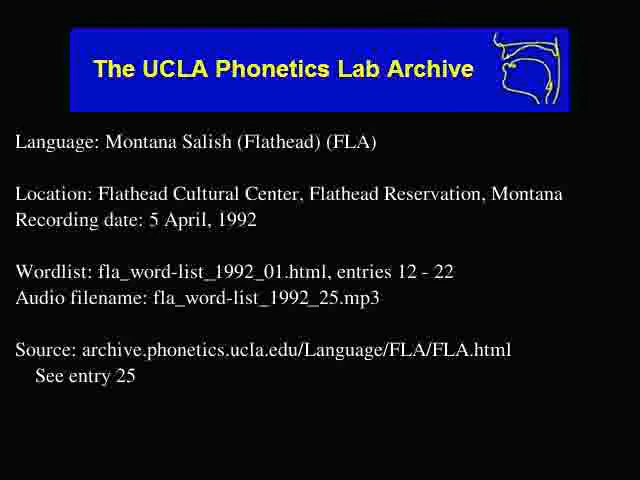 The UCLA Phonetics Lab Archive
Language: Montana Salish (Flathead) (FLA)
Location: Flathead Cultural Center, Flathead Reservation, Montana
Recording date: 5 April, 1992
Wordlist: fla_word-list_1992_01.html, entries 12 - 22
Audio filename: fla_word-list_1992_25.mp3
Source: archive.phonetics.ucla.edu/Language/FLA/FLA.html
See entry 25